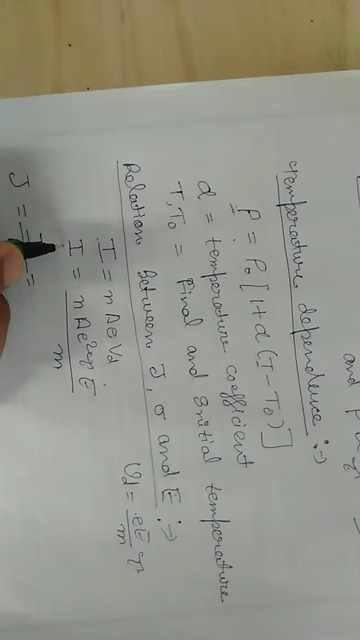 and ρ
Temperature dependence :→
ρ = ρ₀ [1+α (T-T₀)]
α = temperature coefficient
T, T₀ = final and initial temperature
Relation between J, σ and E :→
I = nAeVd
Vd = eE τ / m
I = nAe²τE / m
J = I =